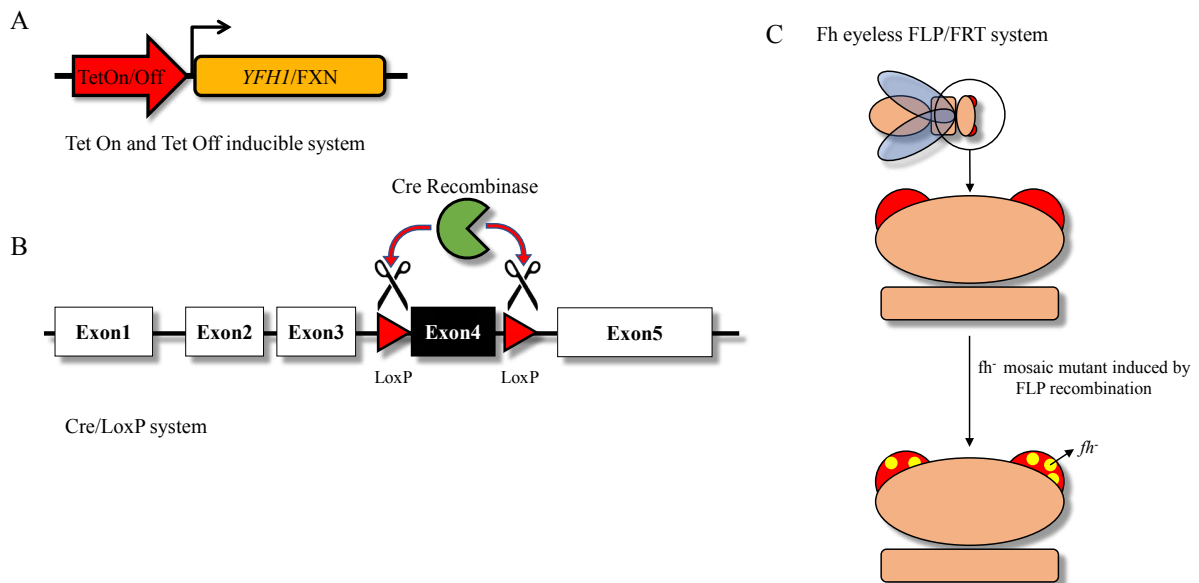 A
TetOn/Off
YFH1/FXN
Tet On and Tet Off inducible system
B
Cre Recombinase
Exon1
Exon2
Exon3
Exon4
Exon5
LoxP
LoxP
Cre/LoxP system
C
Fh eyeless FLP/FRT system
fh- mosaic mutant induced by
FLP recombination
fh-